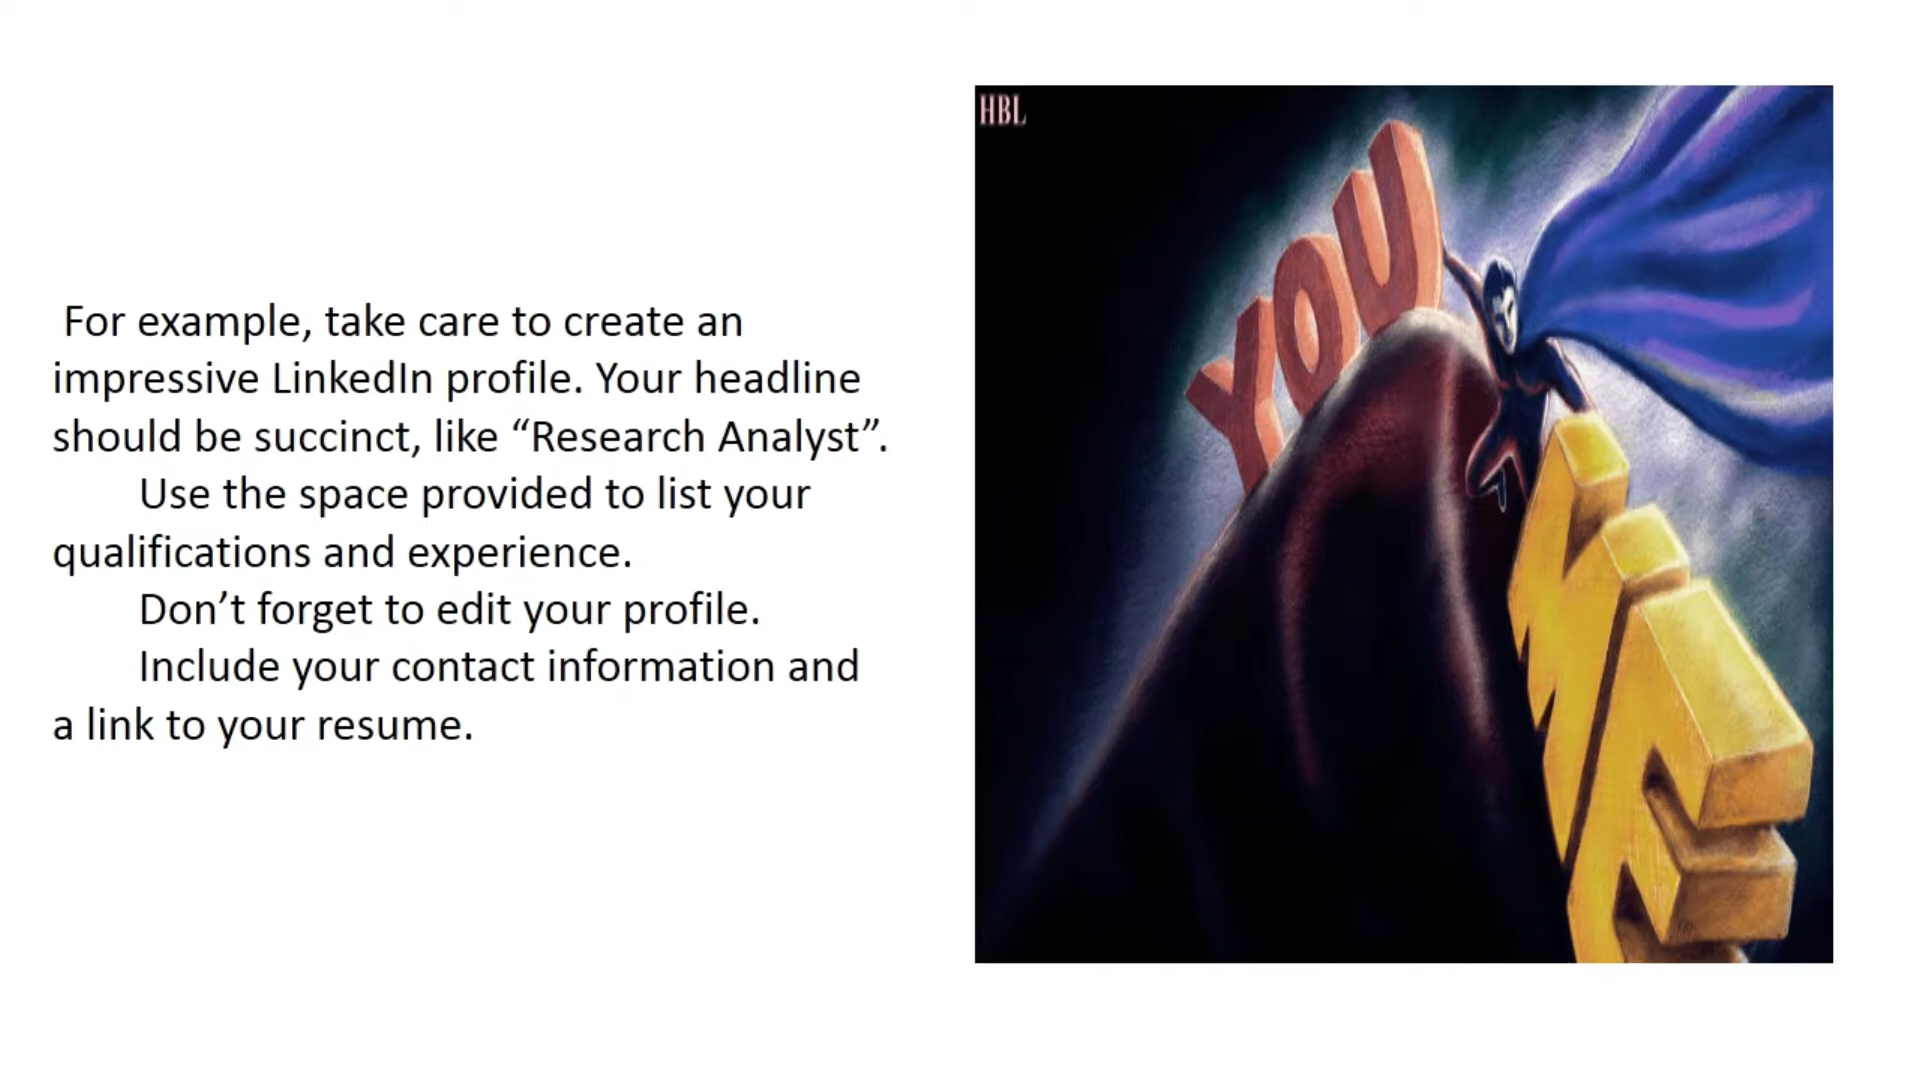 For example, take care to create an
impressive LinkedIn profile. Your headline
should be succinct, like “Research Analyst”.
Use the space provided to list your
qualifications and experience.
Don’t forget to edit your profile.
Include your contact information and
a link to your resume.
HBL
YOU
ME